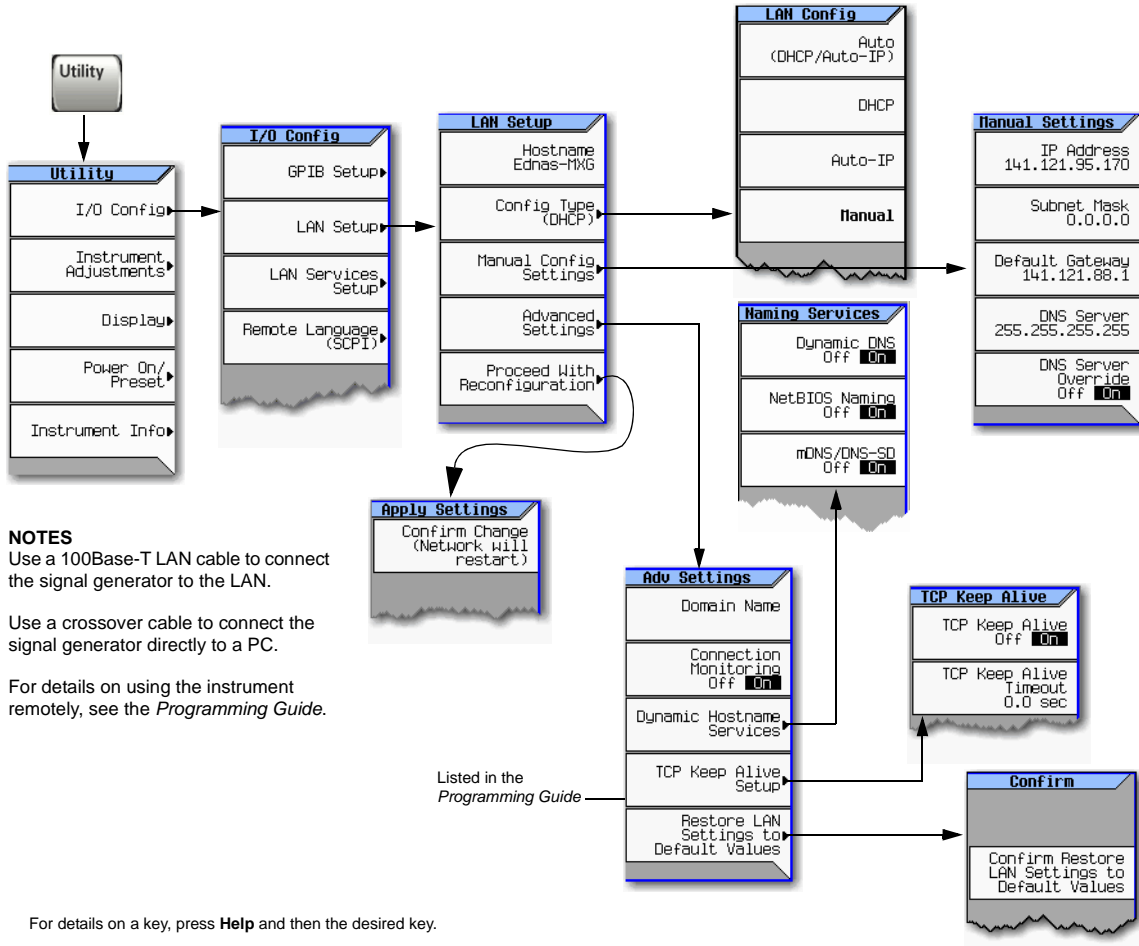 Utility
Utility
I/O Config
Instrument
Adjustments
Display
Power On/
Preset
Instrument Info
I/O Config
GPIB Setup
LAN Setup
LAN Services
Setup
Remote Language
(SCPI)
LAN Setup
Hostname
Ednas-MXG
Config Type
(DHCP)
Manual Config
Settings
Advanced
Settings
Proceed With
Reconfiguration
LAN Config
Auto
(DHCP/Auto-IP)
DHCP
Auto-IP
Manual
Manual Settings
IP Address
141.121.95.170
Subnet Mask
0.0.0.0
Default Gateway
141.121.88.1
DNS Server
255.255.255.255
DNS Server
Override
Off On
Naming Services
Dynamic DNS
Off On
NetBIOS Naming
Off On
mDNS/DNS-SD
Off On
Apply Settings
Confirm Change
(Network will
restart)
NOTES
Use a 100Base-T LAN cable to connect
the signal generator to the LAN.
Use a crossover cable to connect the
signal generator directly to a PC.
For details on using the instrument
remotely, see the Programming Guide.
Adv Settings
Domain Name
Connection
Monitoring
Off On
Dynamic Hostname
Services
TCP Keep Alive
Setup
Restore LAN
Settings to
Default Values
Listed in the
Programming Guide
TCP Keep Alive
TCP Keep Alive
Off On
TCP Keep Alive
Timeout
0.0 sec
Confirm
Confirm Restore
LAN Settings to
Default Values
For details on a key, press Help and then the desired key.